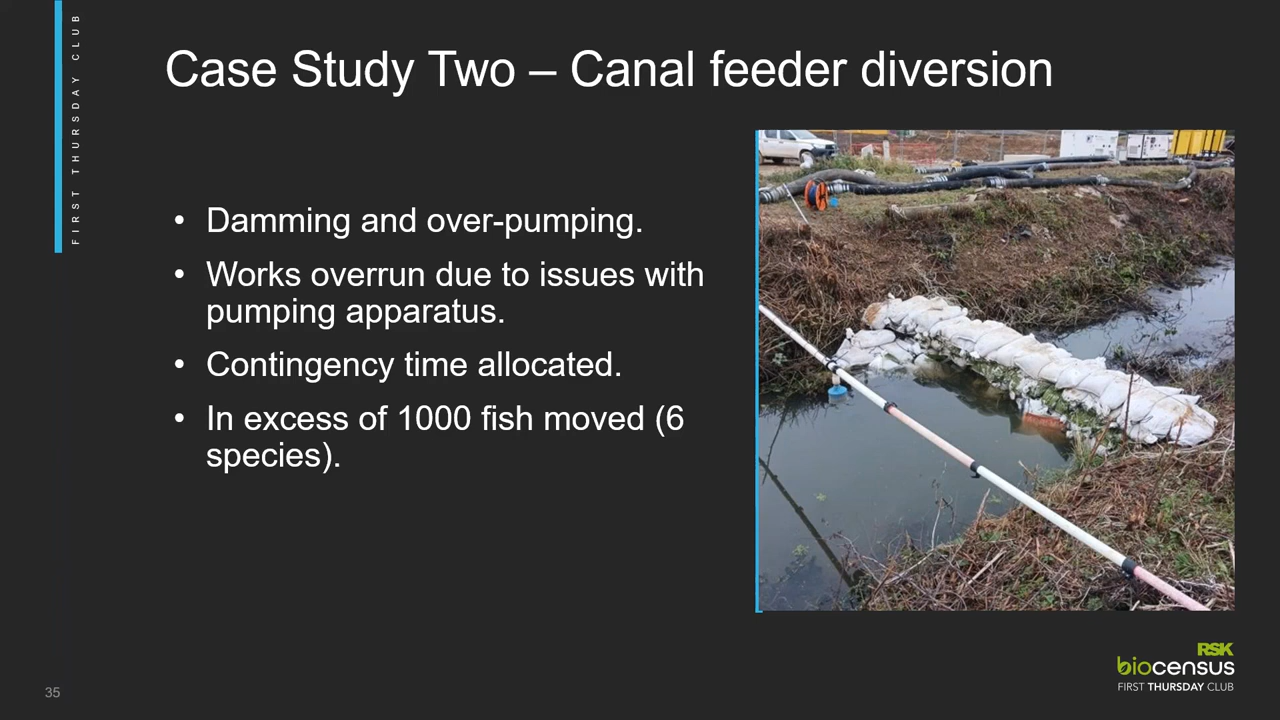 FIRST THURSDAY CLUB
Case Study Two – Canal feeder diversion
• Damming and over-pumping.
• Works overrun due to issues with
pumping apparatus.
• Contingency time allocated.
• In excess of 1000 fish moved (6
species).
RSK
biocensus
FIRST THURSDAY CLUB
35